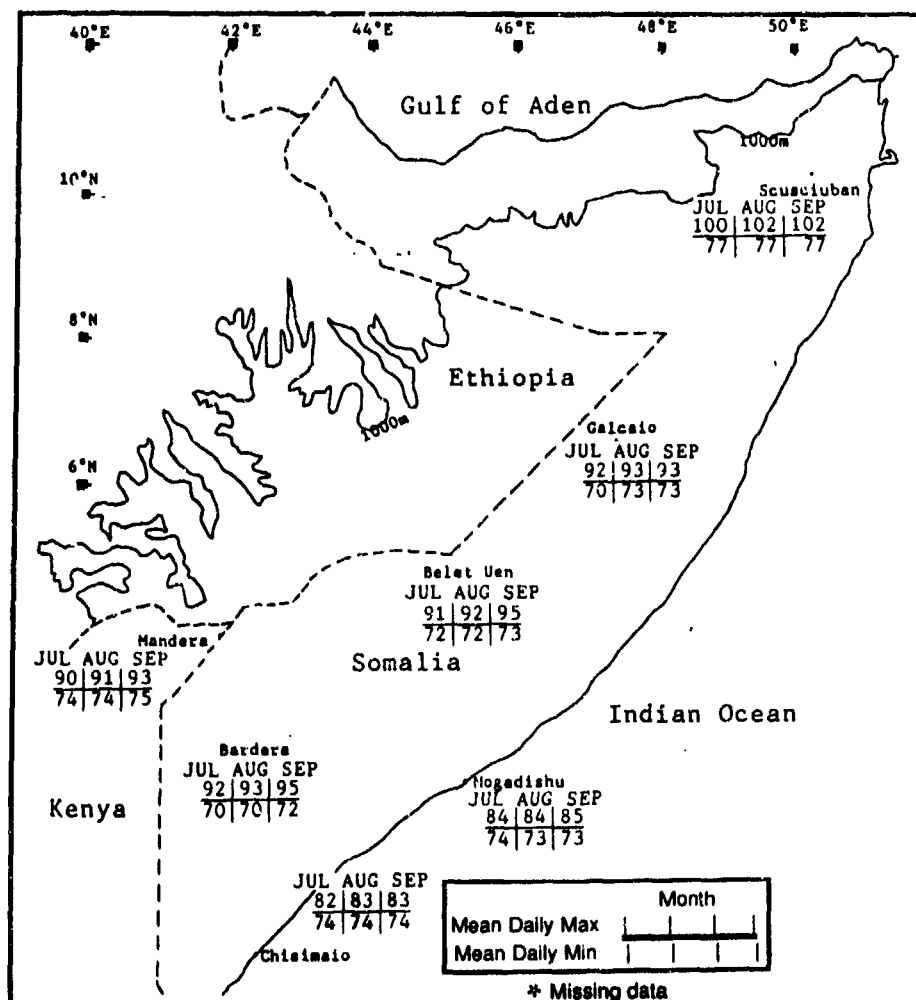 40°E 42°E 44°E 46°E 48°E 50°E
Gulf of Aden
1000m
10°N
Scusciuban
JUL AUG SEP
100 102 102
77 77 77
8°N
Ethiopia
1000m
Galcaio
JUL AUG SEP
92 93 93
70 73 73
6°N
Belet Uen
JUL AUG SEP
91 92 95
72 72 73
Mandera
JUL AUG SEP
90 91 93
74 74 75
Somalia
Indian Ocean
Bardera
JUL AUG SEP
92 93 95
70 70 72
Kenya
Mogadishu
JUL AUG SEP
84 84 85
74 73 73
JUL AUG SEP
82 83 83
74 74 74
Chisimaio
Month
Mean Daily Max
Mean Daily Min
* Missing data